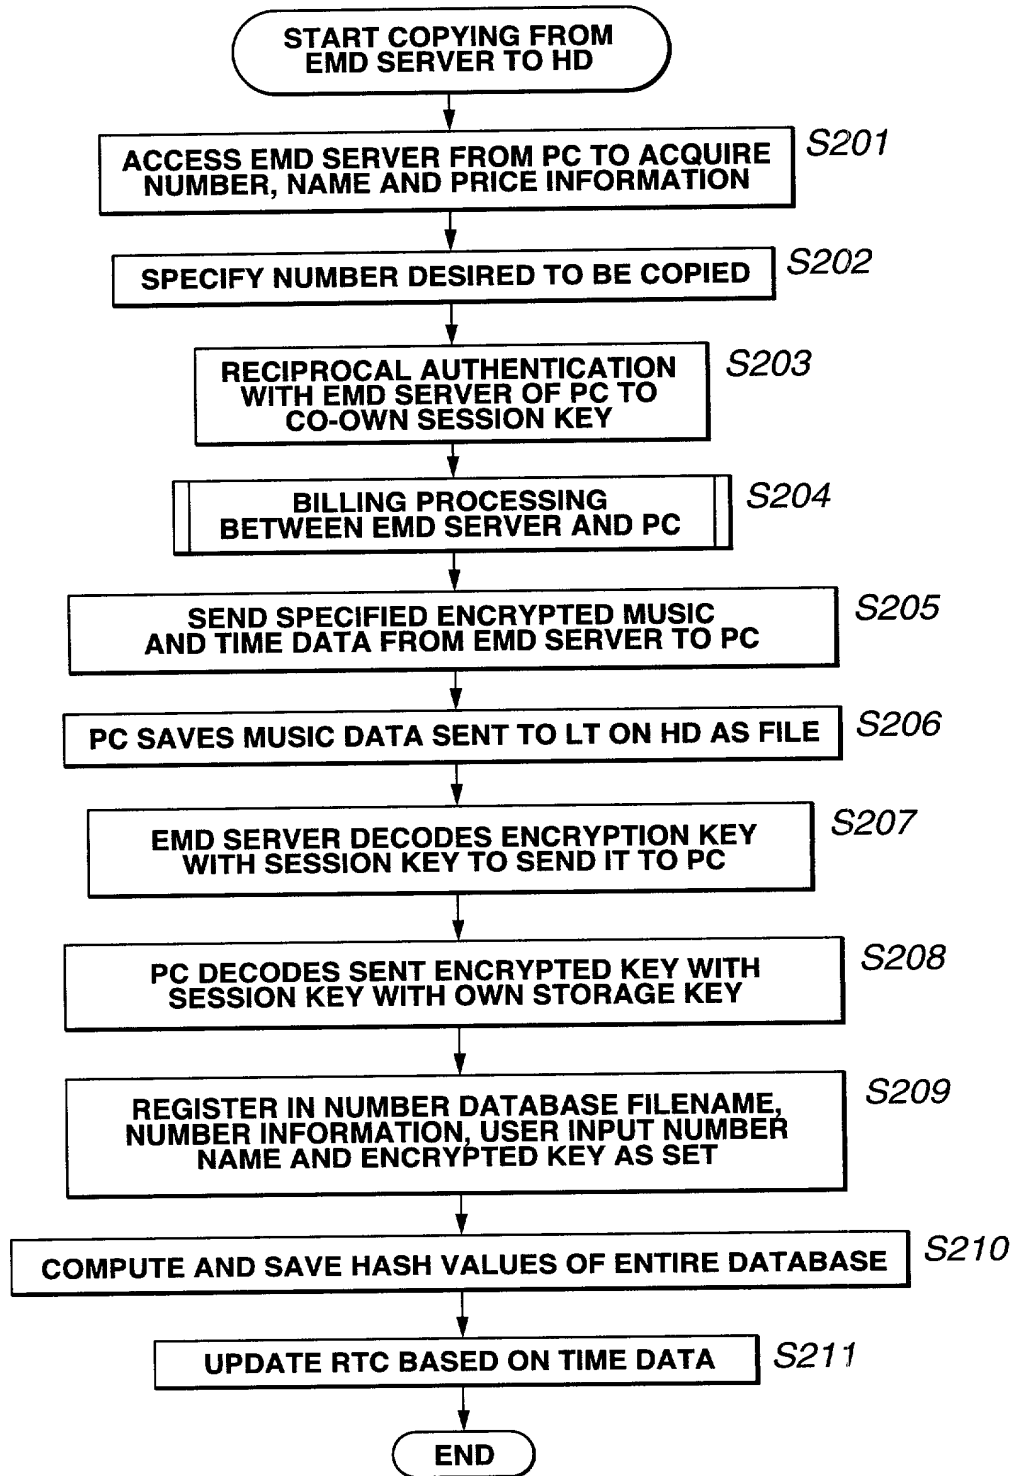 START COPYING FROM
EMD SERVER TO HD
ACCESS EMD SERVER FROM PC TO ACQUIRE
NUMBER, NAME AND PRICE INFORMATION
S201
SPECIFY NUMBER DESIRED TO BE COPIED
S202
RECIPROCAL AUTHENTICATION
WITH EMD SERVER OF PC TO
CO-OWN SESSION KEY
S203
BILLING PROCESSING
BETWEEN EMD SERVER AND PC
S204
SEND SPECIFIED ENCRYPTED MUSIC
AND TIME DATA FROM EMD SERVER TO PC
S205
PC SAVES MUSIC DATA SENT TO LT ON HD AS FILE
S206
EMD SERVER DECODES ENCRYPTION KEY
WITH SESSION KEY TO SEND IT TO PC
S207
PC DECODES SENT ENCRYPTED KEY WITH
SESSION KEY WITH OWN STORAGE KEY
S208
REGISTER IN NUMBER DATABASE FILENAME,
NUMBER INFORMATION, USER INPUT NUMBER
NAME AND ENCRYPTED KEY AS SET
S209
COMPUTE AND SAVE HASH VALUES OF ENTIRE DATABASE
S210
UPDATE RTC BASED ON TIME DATA
S211
END